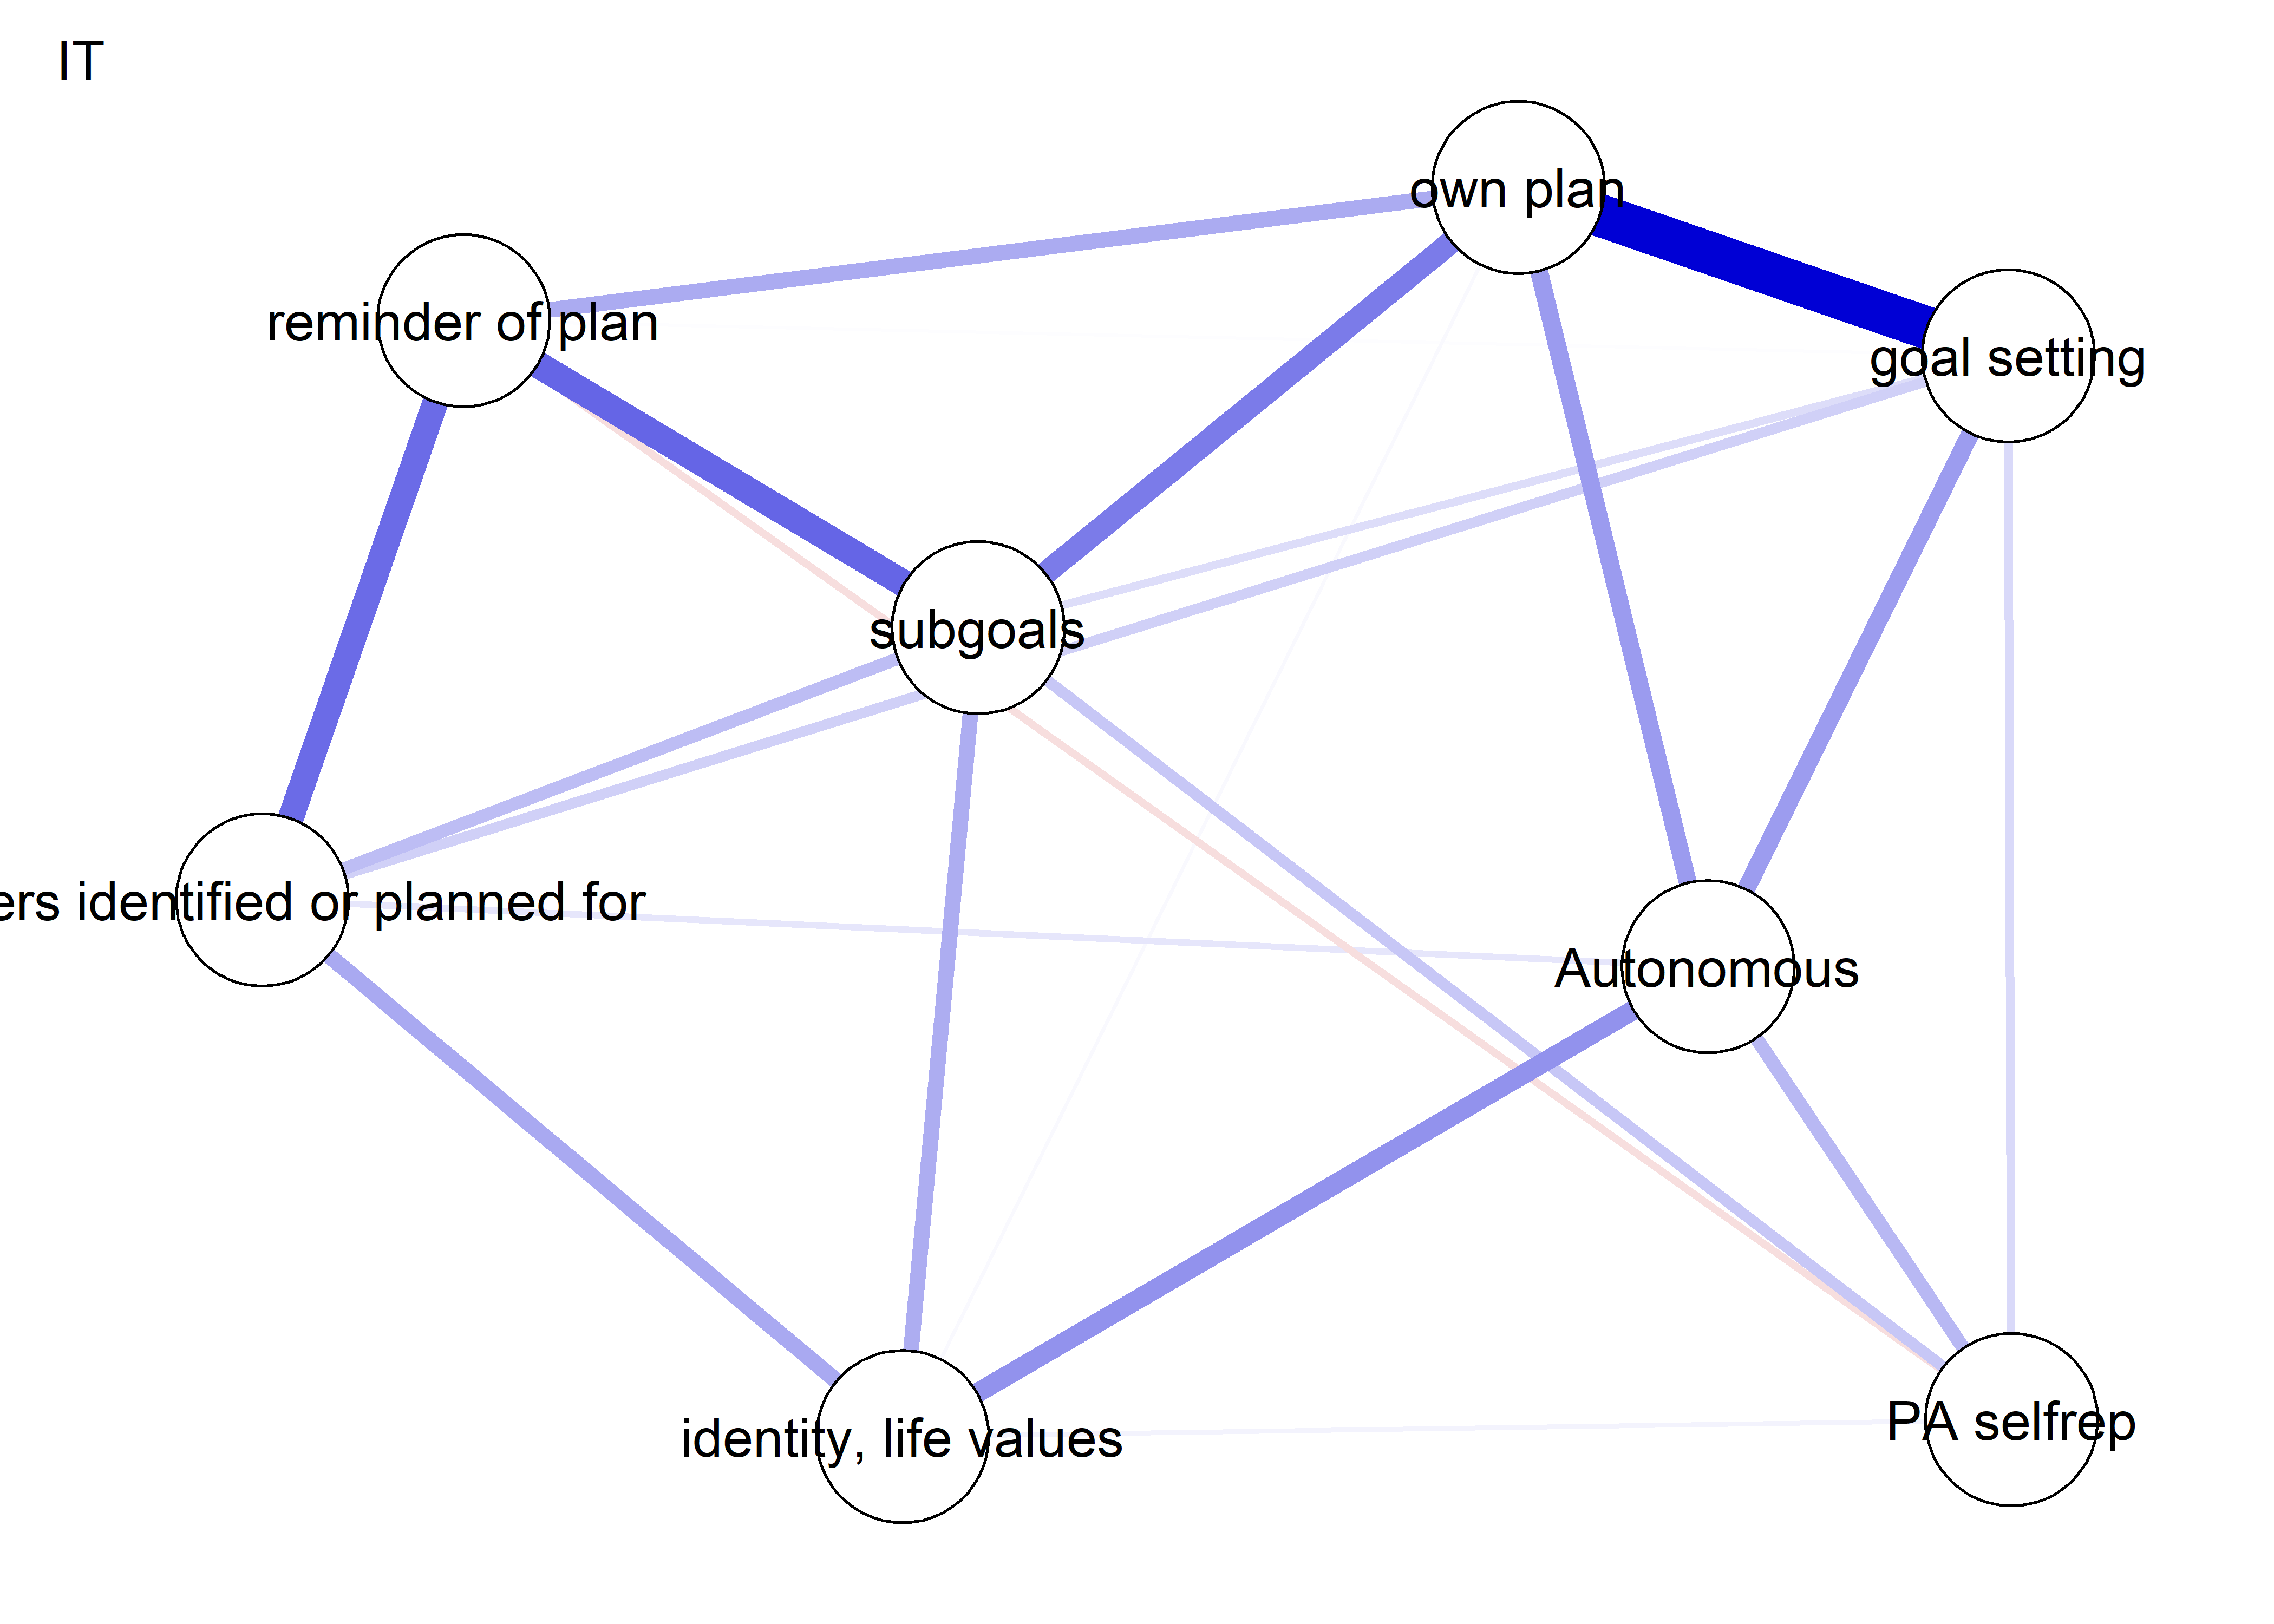 IT
own plan
reminder of plan
goal setting
subgoals
ers identified or planned for
Autonomous
identity, life values
PA selfrep